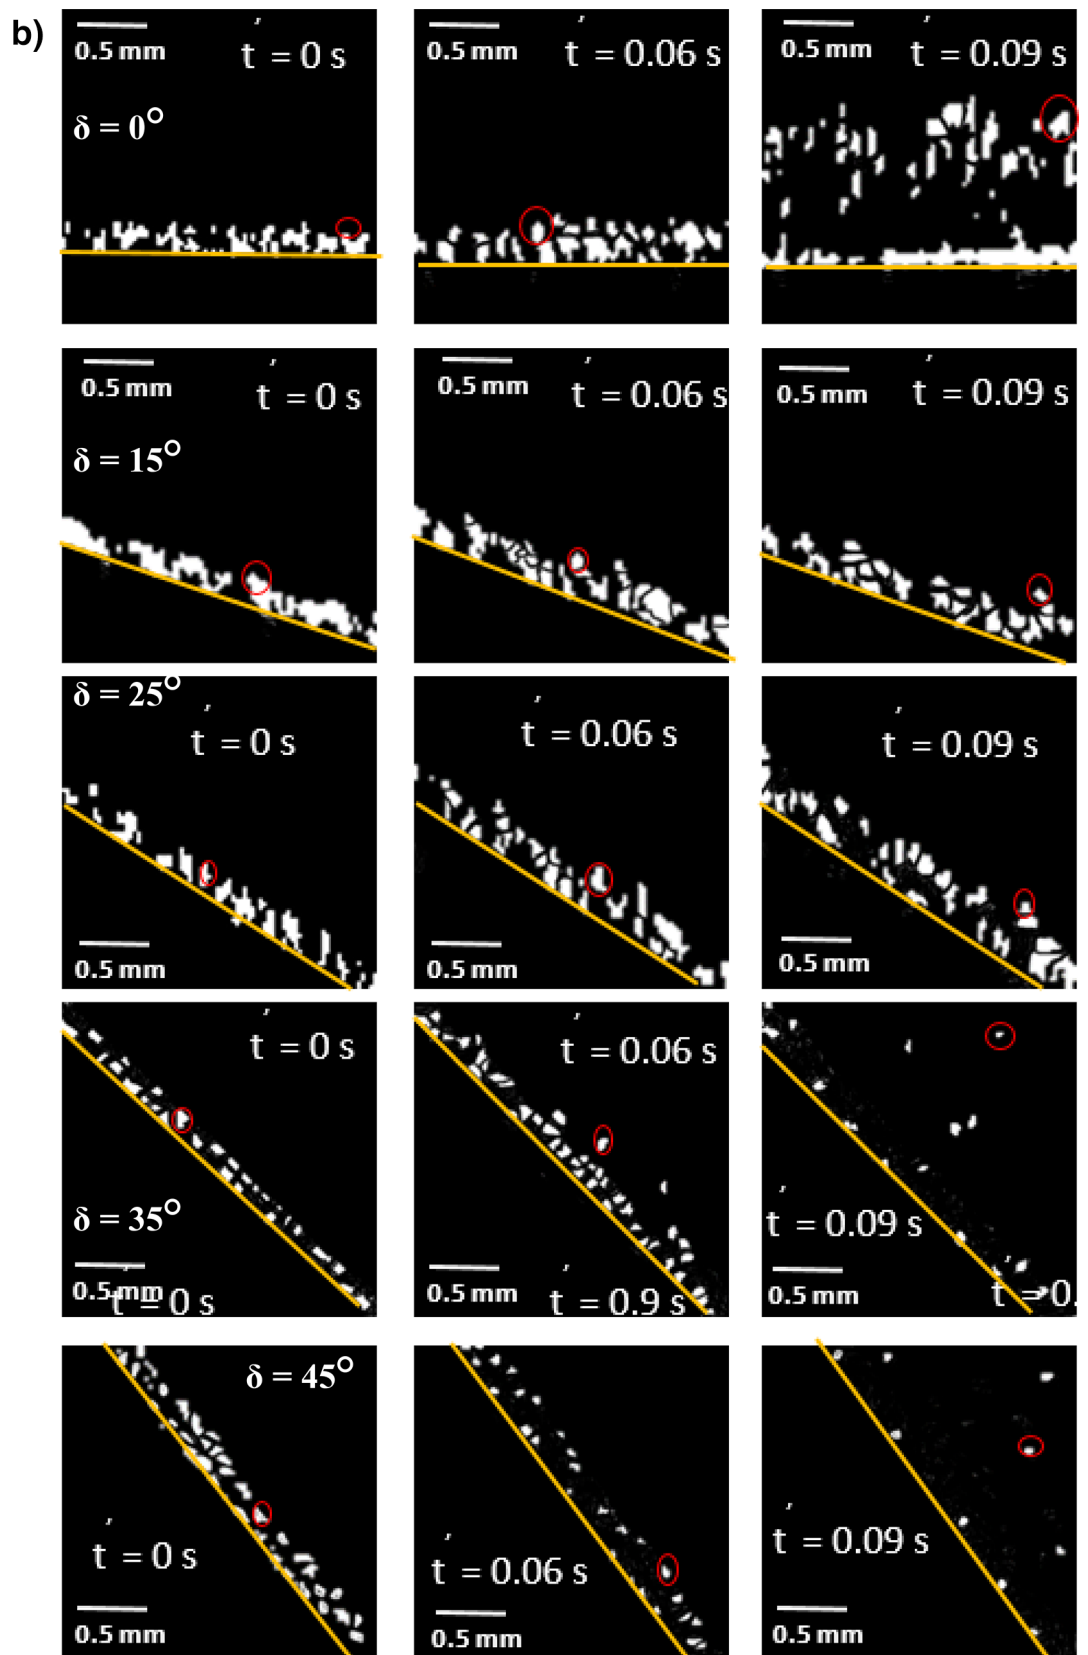 b)
0.5 mm
t′ = 0 s
δ = 0°
0.5 mm
t′ = 0.06 s
0.5 mm
t′ = 0.09 s
0.5 mm
t′ = 0 s
δ = 15°
0.5 mm
t′ = 0.06 s
0.5 mm
t′ = 0.09 s
δ = 25°
t′ = 0 s
0.5 mm
t′ = 0.06 s
0.5 mm
t′ = 0.09 s
0.5 mm
t′ = 0 s
δ = 35°
0.5 mm
t′ = 0 s
t′ = 0.06 s
0.5 mm
t′ = 0.9 s
t′ = 0.09 s
0.5 mm
t′ = 0.
δ = 45°
t′ = 0 s
0.5 mm
t′ = 0.06 s
0.5 mm
t′ = 0.09 s
0.5 mm